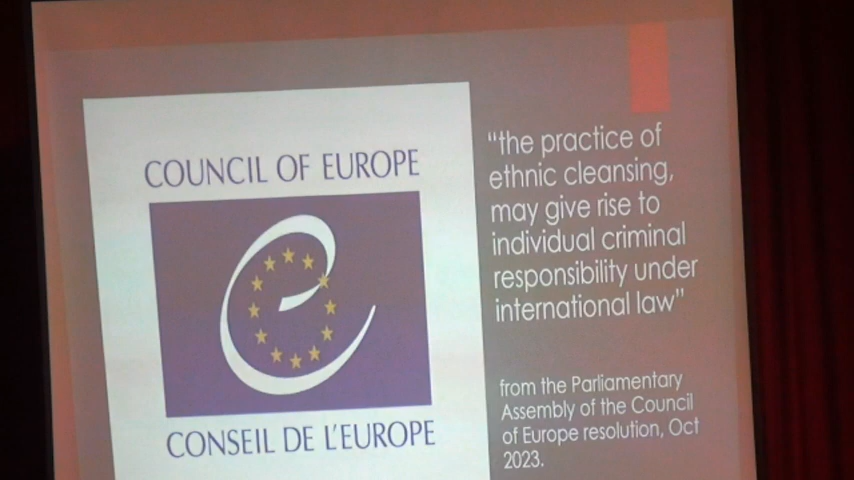 COUNCIL OF EUROPE
CONSEIL DE L'EUROPE
“the practice of
ethnic cleansing,
may give rise to
individual criminal
responsibility under
international law”
from the Parliamentary
Assembly of the Council
of Europe resolution, Oct
2023.